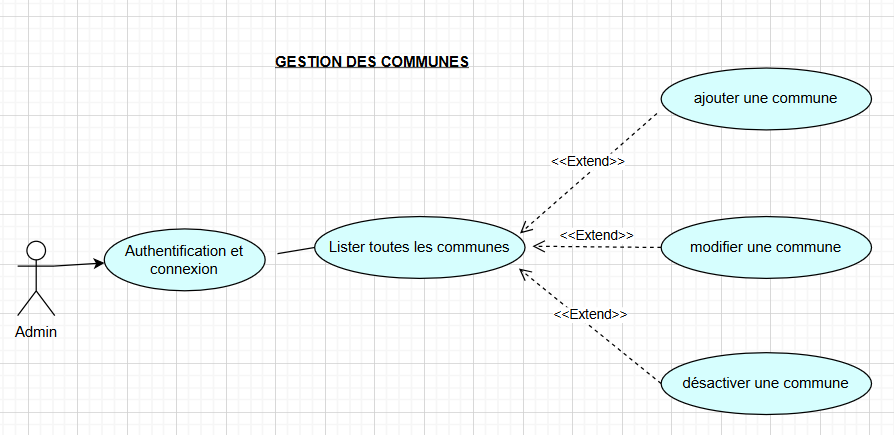 GESTION DES COMMUNES
ajouter une commune
<<Extend>>
Authentification et
connexion
Lister toutes les communes
<<Extend>>
modifier une commune
<<Extend>>
Admin
désactiver une commune